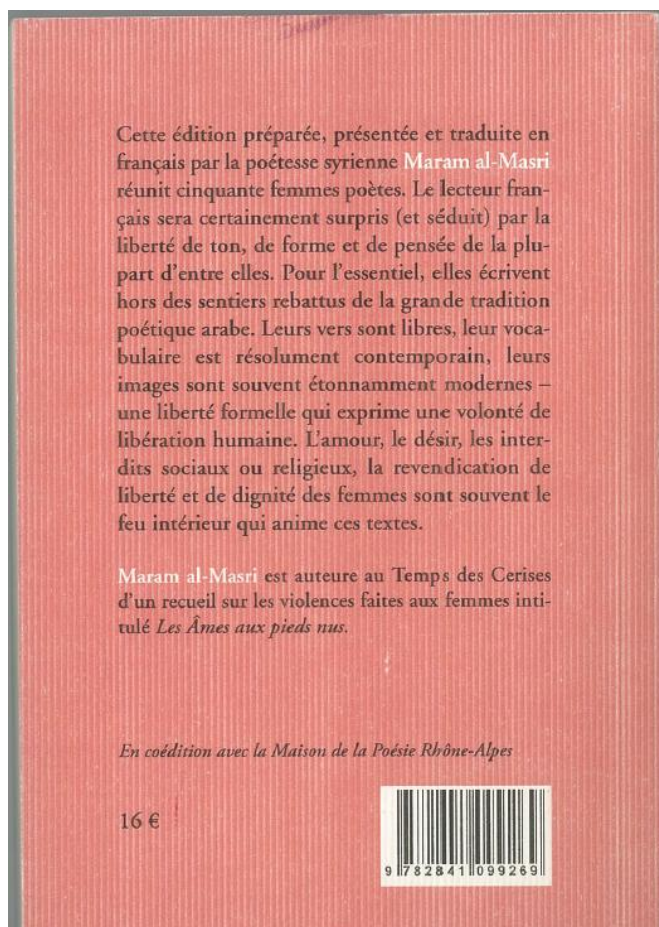 Cette édition préparée, présentée et traduite en
français par la poétesse syrienne Maram al-Masri
réunit cinquante femmes poètes. Le lecteur fran-
çais sera certainement surpris (et séduit) par la
liberté de ton, de forme et de pensée de la plu-
part d'entre elles. Pour l'essentiel, elles écrivent
hors des sentiers rebattus de la grande tradition
poétique arabe. Leurs vers sont libres, leur voca-
bulaire est résolument contemporain, leurs
images sont souvent étonnamment modernes –
une liberté formelle qui exprime une volonté de
libération humaine. L'amour, le désir, les inter-
dits sociaux ou religieux, la revendication de
liberté et de dignité des femmes sont souvent le
feu intérieur qui anime ces textes.
Maram al-Masri est auteure au Temps des Cerises
d'un recueil sur les violences faites aux femmes inti-
tulé Les Âmes aux pieds nus.
En coédition avec la Maison de la Poésie Rhône-Alpes
16 €
9 782841 099269